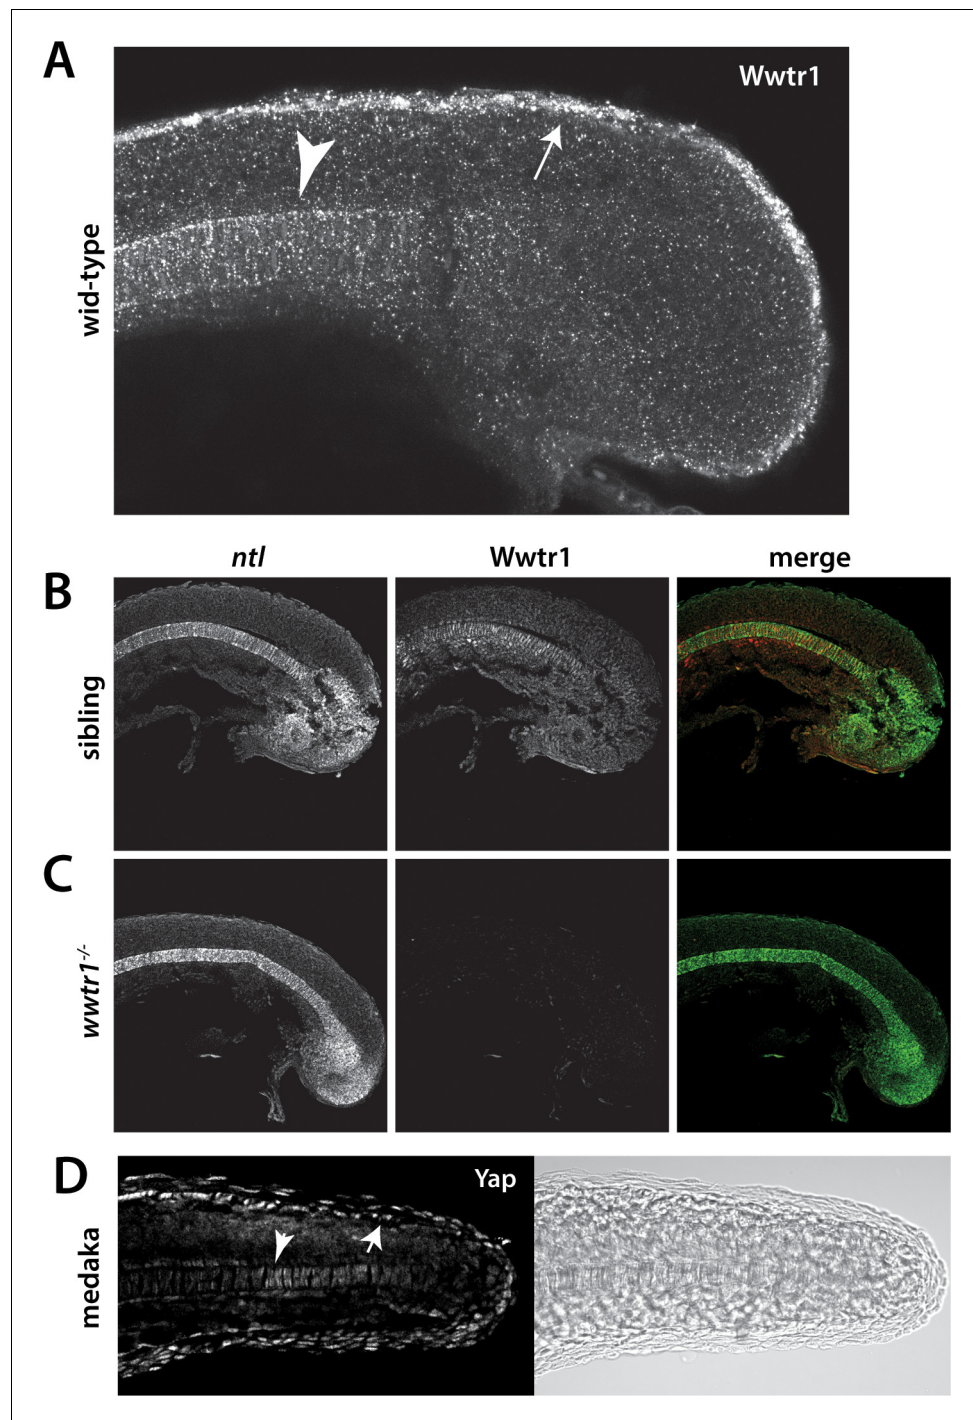 A
Wwtr1
wid-type
ntl
Wwtr1
merge
B
sibling
C
wwtr1-/-
D
Yap
medaka